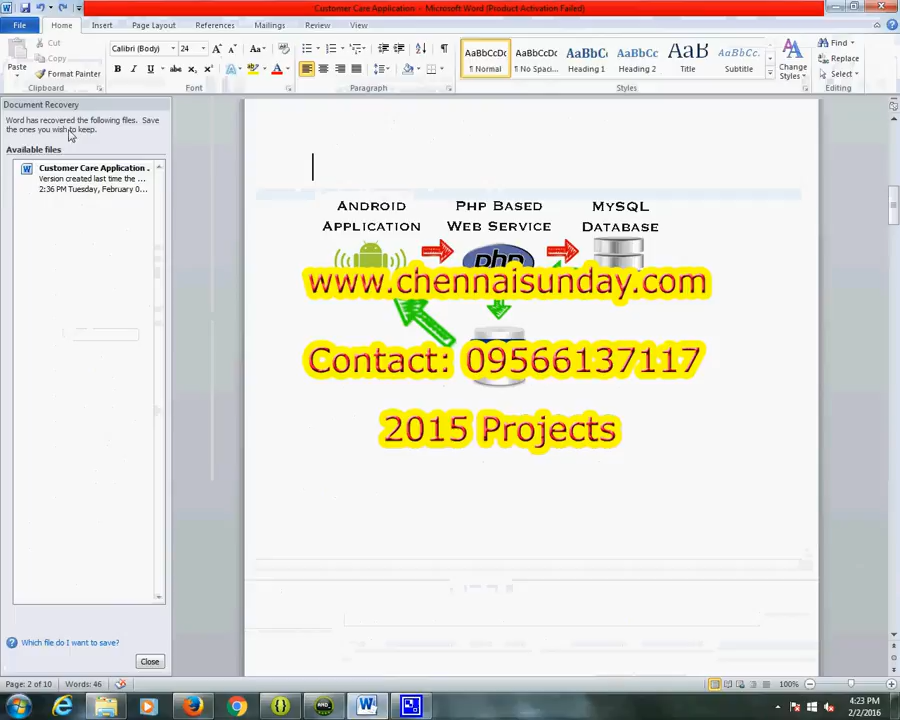 Customer Care Application - Microsoft Word (Product Activation Failed)
File Home Insert Page Layout References Mailings Review View
Cut
Copy
Format Painter
Paste
Clipboard
Calibri (Body) 24
Font
Paragraph
AaBbCcDc AaBbCcDc AaBbC AaBbCc AaB AaBbCc.
¶ Normal ¶ No Spaci... Heading 1 Heading 2 Title Subtitle
Change Styles
Styles
Find
Replace
Select
Editing
Document Recovery
Word has recovered the following files. Save
the ones you wish to keep.
Available files
Customer Care Application .
Version created last time the ...
2:36 PM Tuesday, February 0...
Which file do I want to save?
Close
Android Application
PHP Based Web Service
MySQL Database
php
www.chennaisunday.com
Contact: 09566137117
2015 Projects
Page: 2 of 10 Words: 46
100%
4:23 PM
2/2/2016